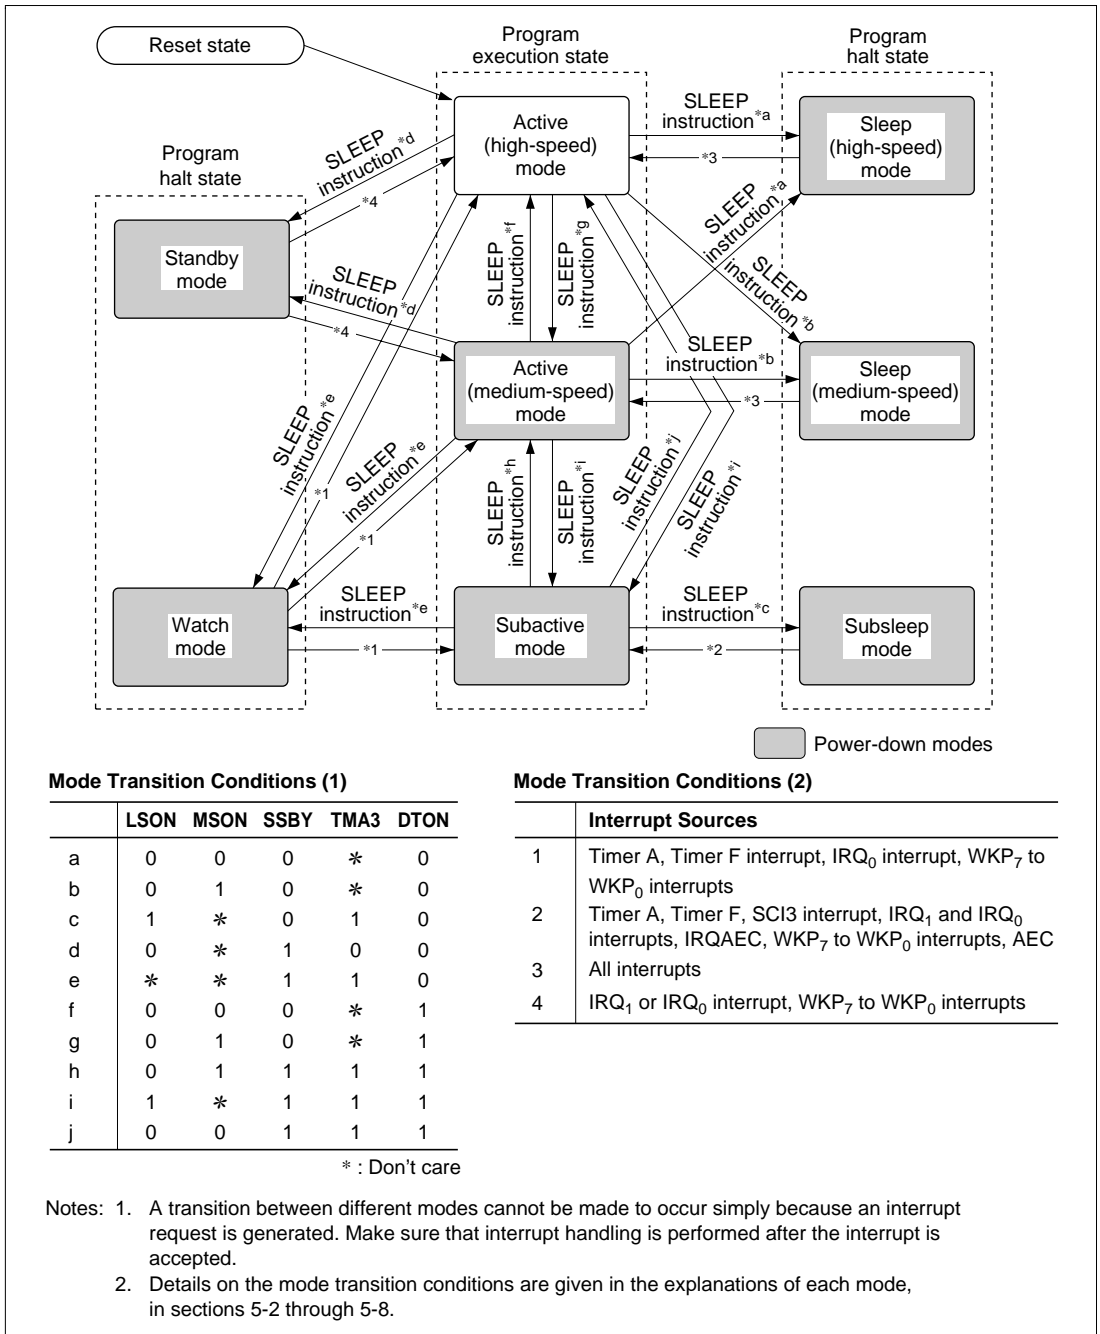 Reset state
Program
execution state
Program
halt state
Program
halt state
Active
(high-speed)
mode
SLEEP
instruction*a
*3
Sleep
(high-speed)
mode
SLEEP
instruction*d
*4
Standby
mode
SLEEP
instruction*d
*4
SLEEP
instruction*f
SLEEP
instruction*g
SLEEP
instruction*a
SLEEP
instruction*b
Active
(medium-speed)
mode
SLEEP
instruction*b
*3
Sleep
(medium-speed)
mode
SLEEP
instruction*e
*1
SLEEP
instruction*e
*1
SLEEP
instruction*h
SLEEP
instruction*i
SLEEP
instruction*j
SLEEP
instruction*i
Watch
mode
SLEEP
instruction*e
*1
Subactive
mode
SLEEP
instruction*c
*2
Subsleep
mode
Power-down modes
Mode Transition Conditions (1)
LSON MSON SSBY TMA3 DTON
a 0 0 0 * 0
b 0 1 0 * 0
c 1 * 0 1 0
d 0 * 1 0 0
e * * 1 1 0
f 0 0 0 * 1
g 0 1 0 * 1
h 0 1 1 1 1
i 1 * 1 1 1
j 0 0 1 1 1
* : Don't care
Mode Transition Conditions (2)
Interrupt Sources
1 Timer A, Timer F interrupt, IRQ0 interrupt, WKP7 to
WKP0 interrupts
2 Timer A, Timer F, SCI3 interrupt, IRQ1 and IRQ0
interrupts, IRQAEC, WKP7 to WKP0 interrupts, AEC
3 All interrupts
4 IRQ1 or IRQ0 interrupt, WKP7 to WKP0 interrupts
Notes: 1. A transition between different modes cannot be made to occur simply because an interrupt
request is generated. Make sure that interrupt handling is performed after the interrupt is
accepted.
2. Details on the mode transition conditions are given in the explanations of each mode,
in sections 5-2 through 5-8.